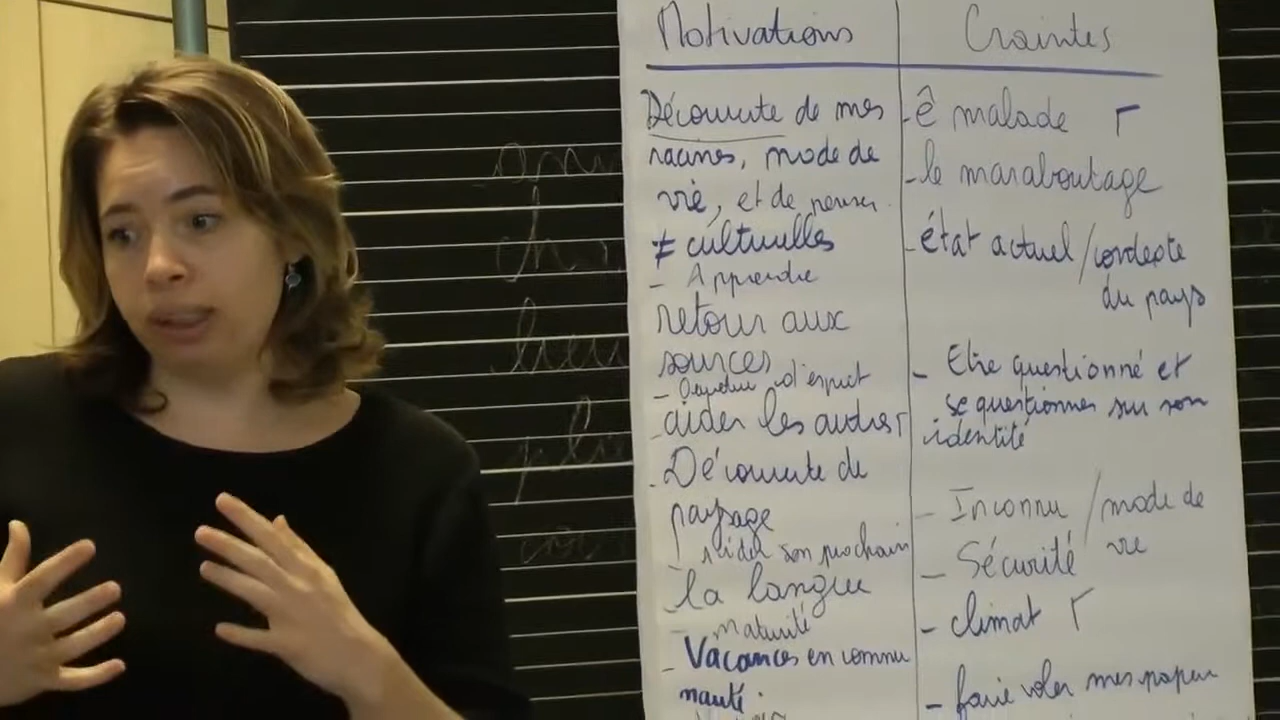 Motivations
Découverte de mes
racines, mode de
vie, et de penser
≠ culturelles
- Apprendre
retour aux
sources
- Ouverture d'esprit
- aider les autres
- Découverte de
paysage
- Aider son prochain
- la langue
- maturité
- Vacances en commu
nauté.
Craintes
- ê malade
- le maraboutage
- état actuel / contexte
du pays
- Etre questionné et
se questionner sur son
identité
- Inconnu / mode de
vie
- Sécurité
- climat
- faire voler mes papiers